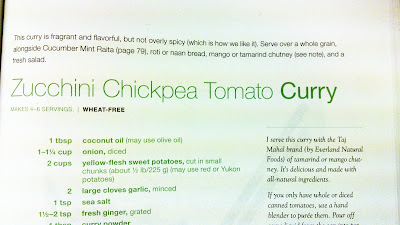 This curry is fragrant and flavorful, but not overly spicy (which is how we like it). Serve over a whole grain,
alongside Cucumber Mint Raita (page 79), roti or naan bread, mango or tamarind chutney (see note), and a
fresh salad.
Zucchini Chickpea Tomato Curry
MAKES 4–6 SERVINGS. | WHEAT-FREE
1 tbsp coconut oil (may use olive oil)
1–1¼ cup onion, diced
2 cups yellow-flesh sweet potatoes, cut in small
chunks (about ½ lb/225 g) (may use red or Yukon
potatoes)
2 large cloves garlic, minced
1 tsp sea salt
1½–2 tsp fresh ginger, grated
curry powder
I serve this curry with the Taj
Mahal brand (by Everland Natural
Foods) of tamarind or mango chut-
ney. It's delicious and made with
all-natural ingredients.
If you only have whole or diced
canned tomatoes, use a hand
blender to purée them. Pour off